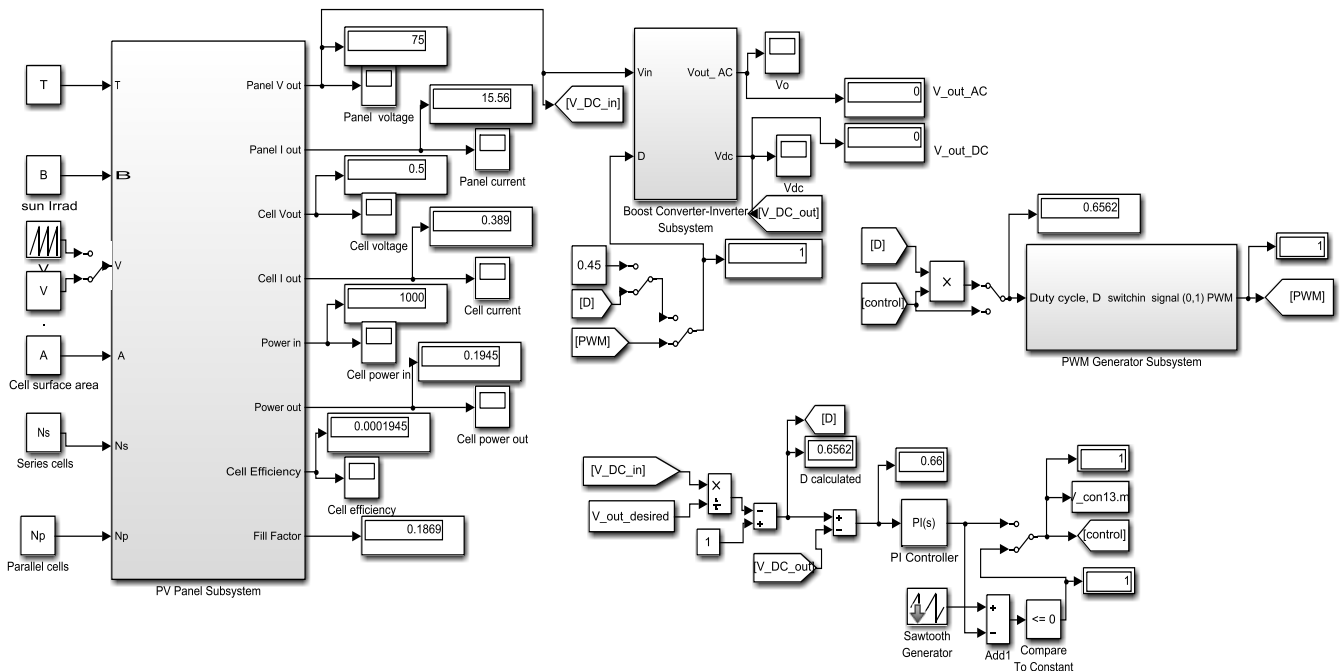 T
B
sun Irrad
V
V
.
A
Cell surface area
Ns
Series cells
Np
Parallel cells
T
B
V
A
Ns
Np
Panel V out
Panel I out
Cell Vout
Cell I out
Power in
Power out
Cell Efficiency
Fill Factor
PV Panel Subsystem
75
Panel voltage
15.56
Panel current
0.5
Cell voltage
0.389
Cell current
1000
Cell power in
0.1945
Cell power out
0.0001945
Cell efficiency
0.1869
[V_DC_in]
Vin
D
Vout_ AC
Vdc
Boost Converter-Inverter
Subsystem
Vo
0
V_out_AC
0
V_out_DC
Vdc
[V_DC_out]
1
0.45
[D]
[PWM]
[D]
[control]
×
0.6562
Duty cycle, D
switchin signal (0,1) PWM
PWM Generator Subsystem
1
[PWM]
[V_DC_in]
V_out_desired
×
÷
1
-
+
[D]
0.6562
D calculated
[V_DC_out]
+
-
0.66
PI(s)
PI Controller
1
[control]
1
Sawtooth
Generator
+
-
Add1
<= 0
Compare
To Constant